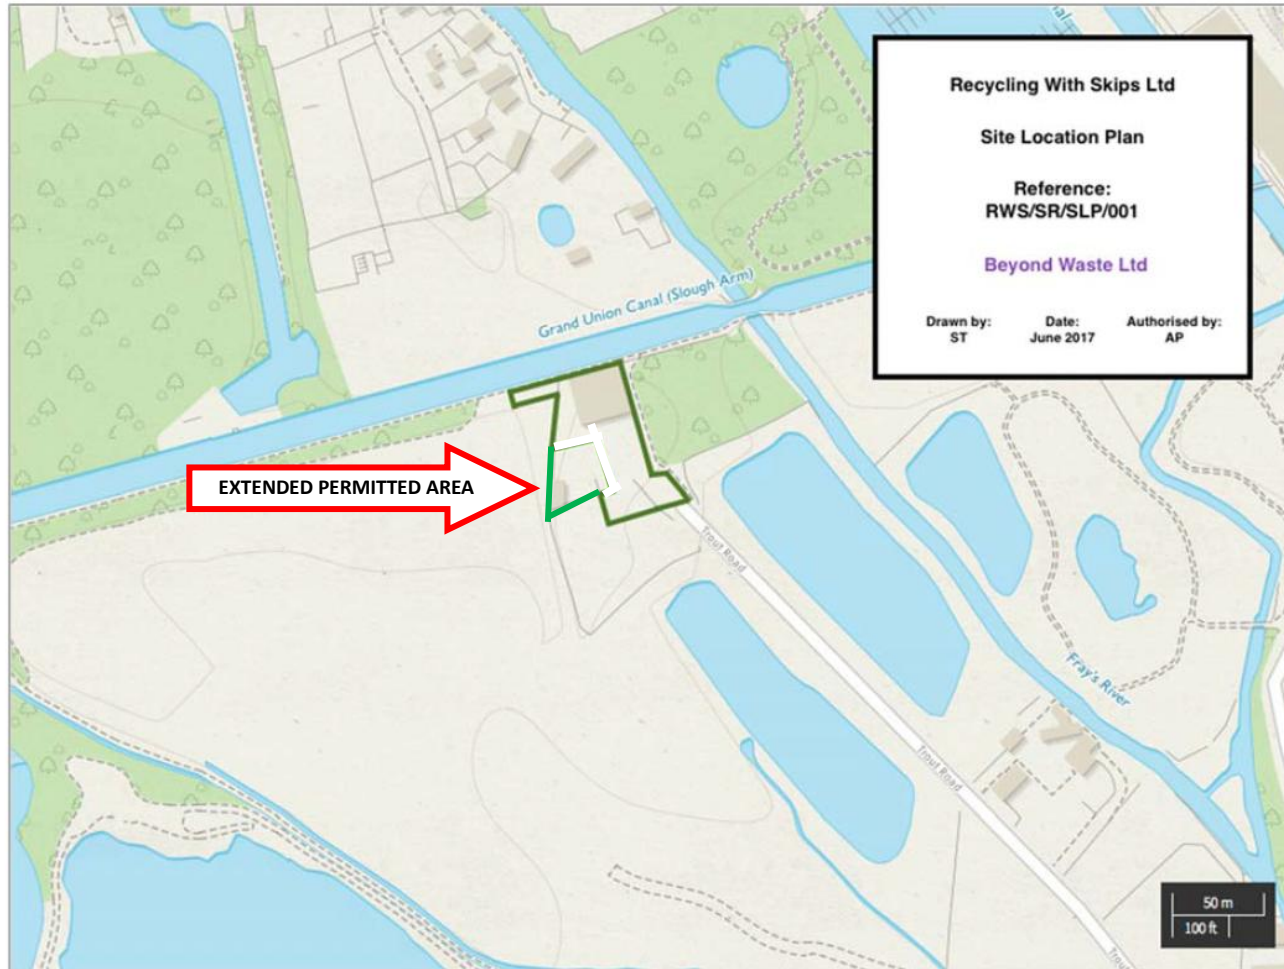 Recycling With Skips Ltd
Site Location Plan
Reference:
RWS/SR/SLP/001
Beyond Waste Ltd
Drawn by:
ST
Date:
June 2017
Authorised by:
AP
Grand Union Canal (Slough Arm)
EXTENDED PERMITTED AREA
Trout Road
Fray's River
Trout Road
50 m
100 ft